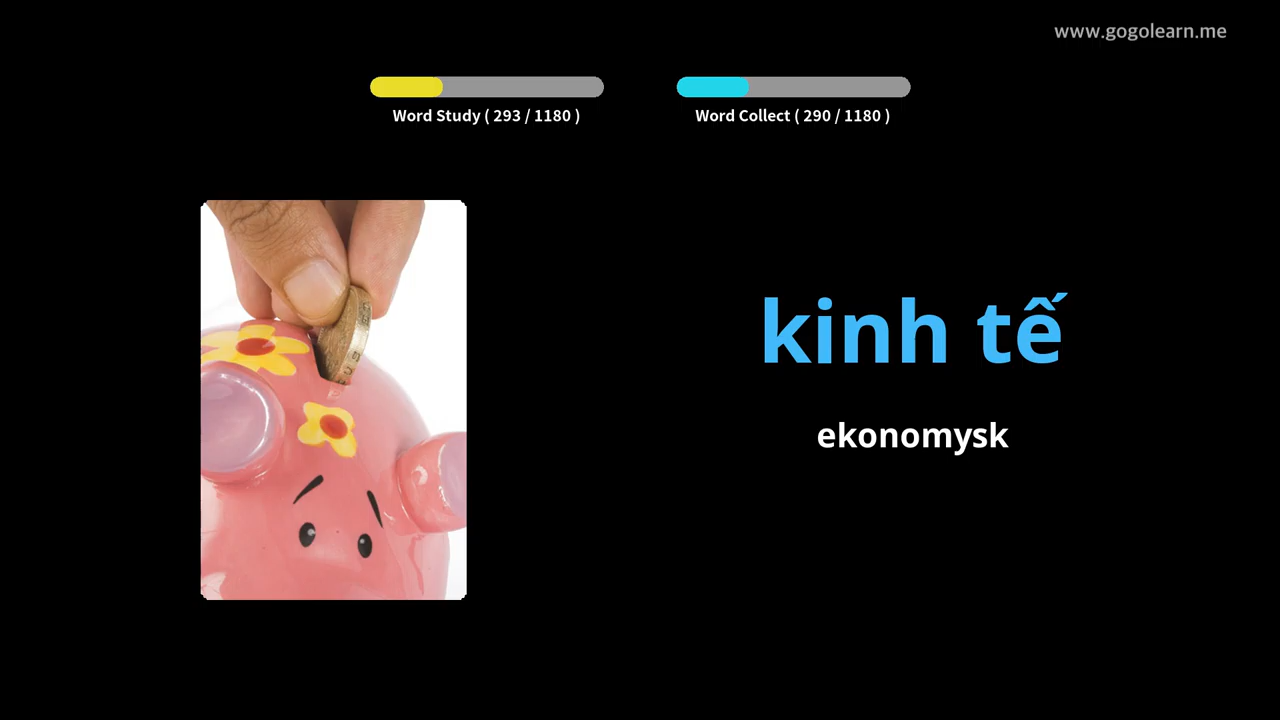 www.gogolearn.me
Word Study ( 293 / 1180 )
Word Collect ( 290 / 1180 )
kinh tế
ekonomysk